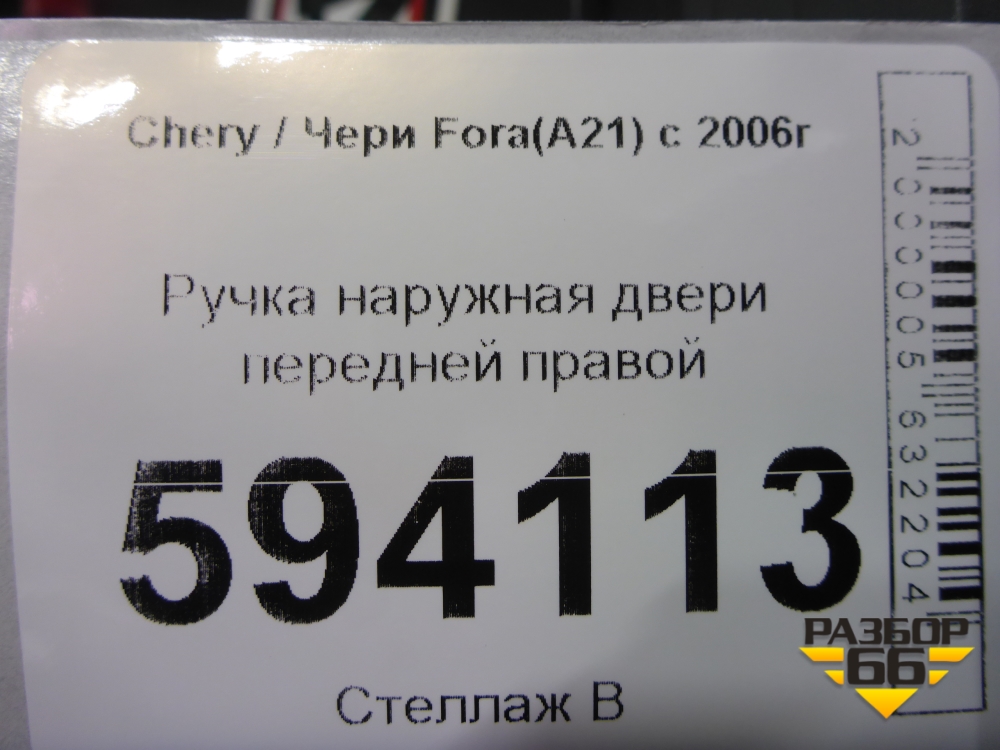 Chery / Чери Fora(A21) с 2006г
Ручка наружная двери
передней правой
594113
Стеллаж В
2000005632204
РАЗБОР
66